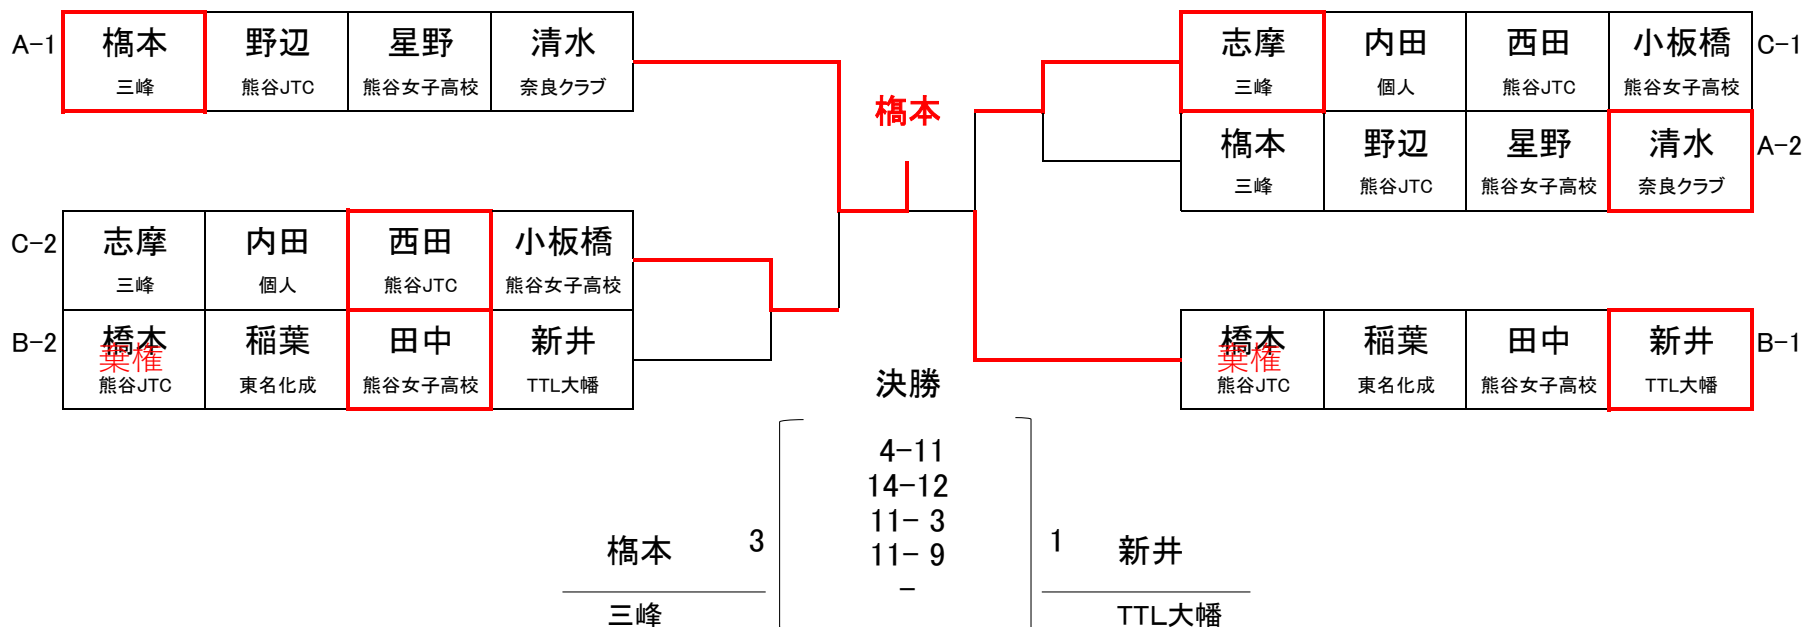 A-1 橋本 野辺 星野 清水
三峰 熊谷JTC 熊谷女子高校 奈良クラブ
志摩 内田 西田 小板橋 C-1
三峰 個人 熊谷JTC 熊谷女子高校
橋本
橋本 野辺 星野 清水 A-2
三峰 熊谷JTC 熊谷女子高校 奈良クラブ
C-2 志摩 内田 西田 小板橋
三峰 個人 熊谷JTC 熊谷女子高校
B-2 橋本 稲葉 田中 新井
棄権
熊谷JTC 東名化成 熊谷女子高校 TTL大幡
橋本 稲葉 田中 新井 B-1
棄権
熊谷JTC 東名化成 熊谷女子高校 TTL大幡
決勝
4-11
14-12
11- 3
11- 9
-
橋本 3
三峰
1 新井
TTL大幡